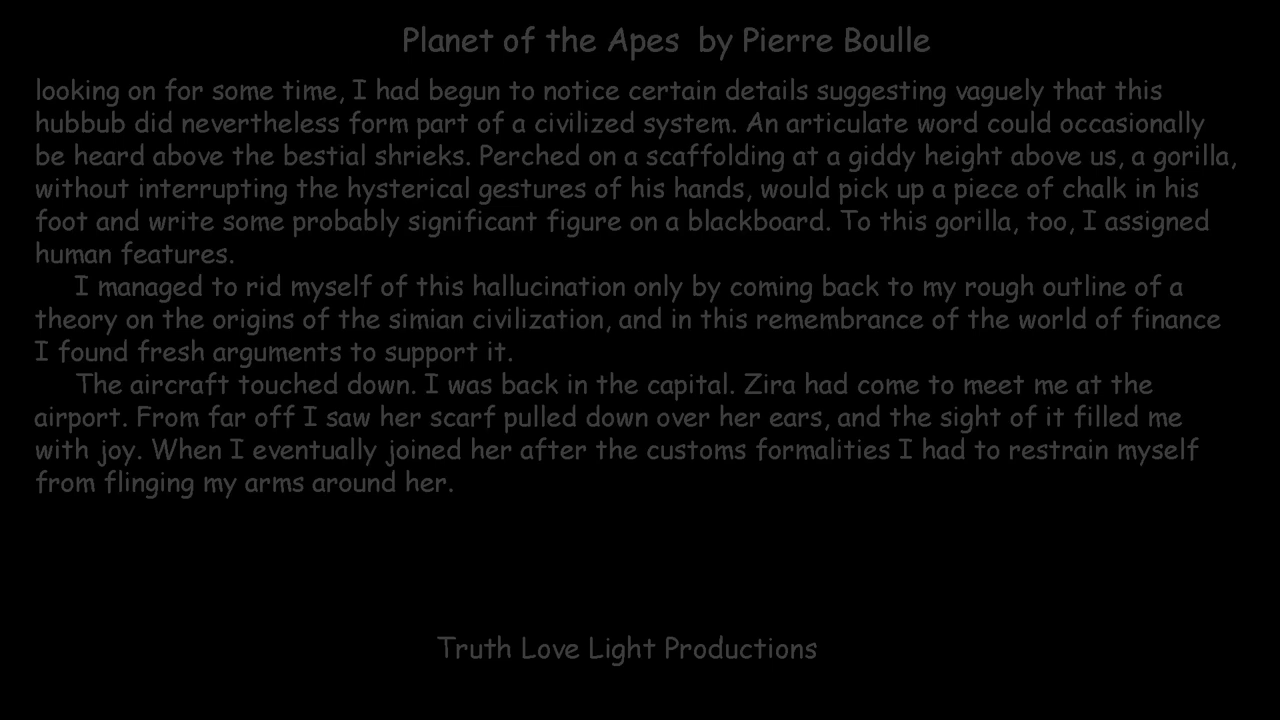 Planet of the Apes by Pierre Boulle
looking on for some time, I had begun to notice certain details suggesting vaguely that this
hubbub did nevertheless form part of a civilized system. An articulate word could occasionally
be heard above the bestial shrieks. Perched on a scaffolding at a giddy height above us, a gorilla,
without interrupting the hysterical gestures of his hands, would pick up a piece of chalk in his
foot and write some probably significant figure on a blackboard. To this gorilla, too, I assigned
human features.
I managed to rid myself of this hallucination only by coming back to my rough outline of a
theory on the origins of the simian civilization, and in this remembrance of the world of finance
I found fresh arguments to support it.
The aircraft touched down. I was back in the capital. Zira had come to meet me at the
airport. From far off I saw her scarf pulled down over her ears, and the sight of it filled me
with joy. When I eventually joined her after the customs formalities I had to restrain myself
from flinging my arms around her.
Truth Love Light Productions